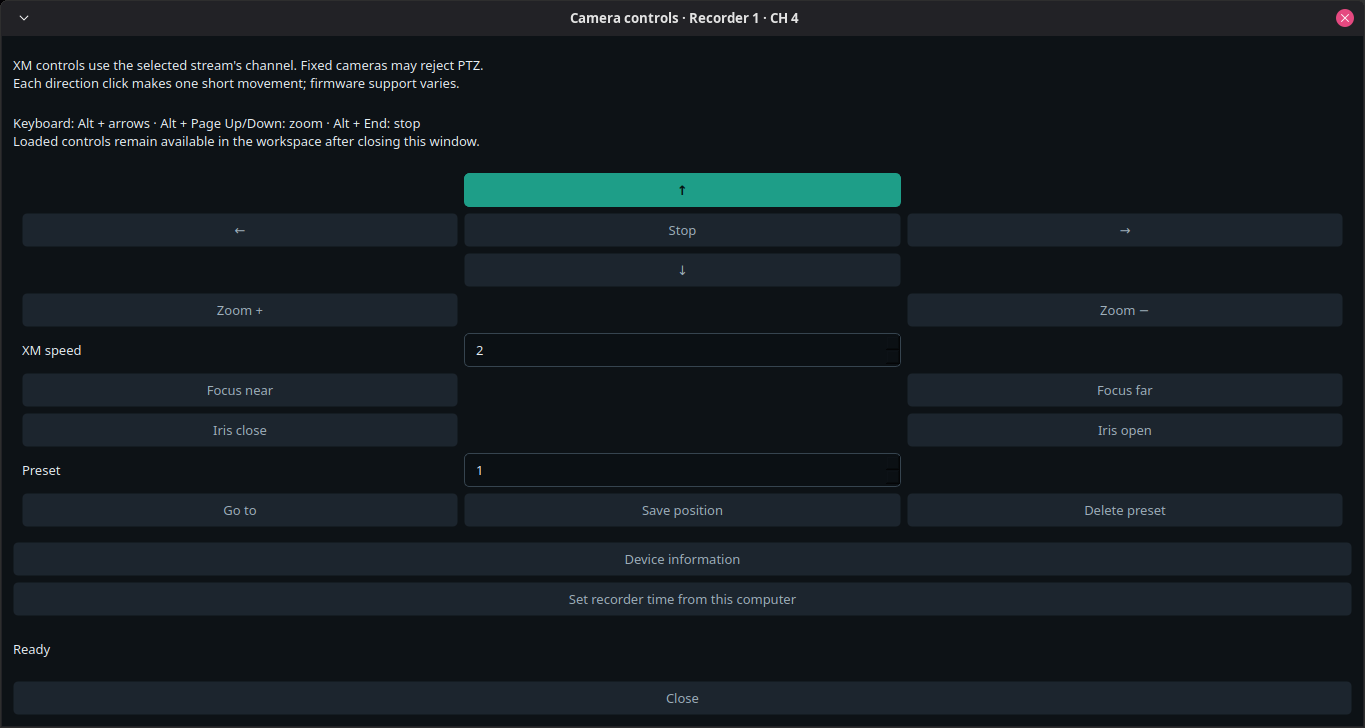 Camera controls · Recorder 1 · CH 4
XM controls use the selected stream's channel. Fixed cameras may reject PTZ.
Each direction click makes one short movement; firmware support varies.
Keyboard: Alt + arrows · Alt + Page Up/Down: zoom · Alt + End: stop
Loaded controls remain available in the workspace after closing this window.
↑
← Stop →
↓
Zoom + Zoom −
XM speed 2
Focus near Focus far
Iris close Iris open
Preset 1
Go to Save position Delete preset
Device information
Set recorder time from this computer
Ready
Close